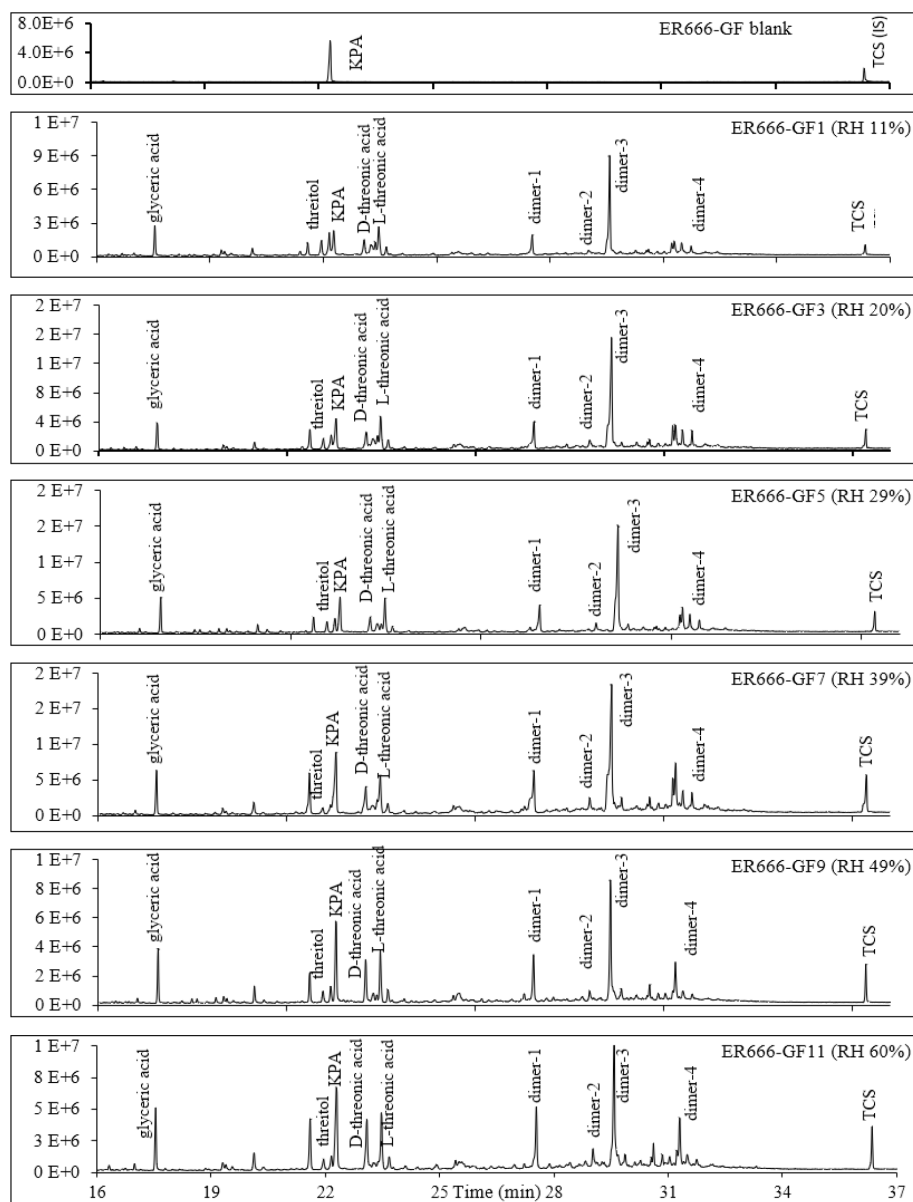 ER666-GF blank
8.0E+6
6.0E+6
4.0E+6
2.0E+6
0.0E+0
KPA
TCS (IS)
ER666-GF1 (RH 11%)
1 E+7
9 E+6
6 E+6
3 E+6
0 E+0
glyceric acid
threitol
KPA
D-threonic acid
L-threonic acid
dimer-1
dimer-2
dimer-3
dimer-4
TCS
ER666-GF3 (RH 20%)
2 E+7
2 E+7
1 E+7
8 E+6
4 E+6
0 E+0
glyceric acid
threitol
KPA
D-threonic acid
L-threonic acid
dimer-1
dimer-2
dimer-3
dimer-4
TCS
ER666-GF5 (RH 29%)
2 E+7
2 E+7
1 E+7
5 E+6
0 E+0
glyceric acid
threitol
KPA
D-threonic acid
L-threonic acid
dimer-1
dimer-2
dimer-3
dimer-4
TCS
ER666-GF7 (RH 39%)
2 E+7
2 E+7
1 E+7
5 E+6
0 E+0
glyceric acid
threitol
KPA
D-threonic acid
L-threonic acid
dimer-1
dimer-2
dimer-3
dimer-4
TCS
ER666-GF9 (RH 49%)
1 E+7
8 E+6
6 E+6
4 E+6
2 E+6
0 E+0
glyceric acid
threitol
KPA
D-threonic acid
L-threonic acid
dimer-1
dimer-2
dimer-3
dimer-4
TCS
ER666-GF11 (RH 60%)
1 E+7
8 E+6
5 E+6
3 E+6
0 E+0
glyceric acid
threitol
KPA
D-threonic acid
L-threonic acid
dimer-1
dimer-2
dimer-3
dimer-4
TCS
16 19 22 25 Time (min) 28 31 34 37